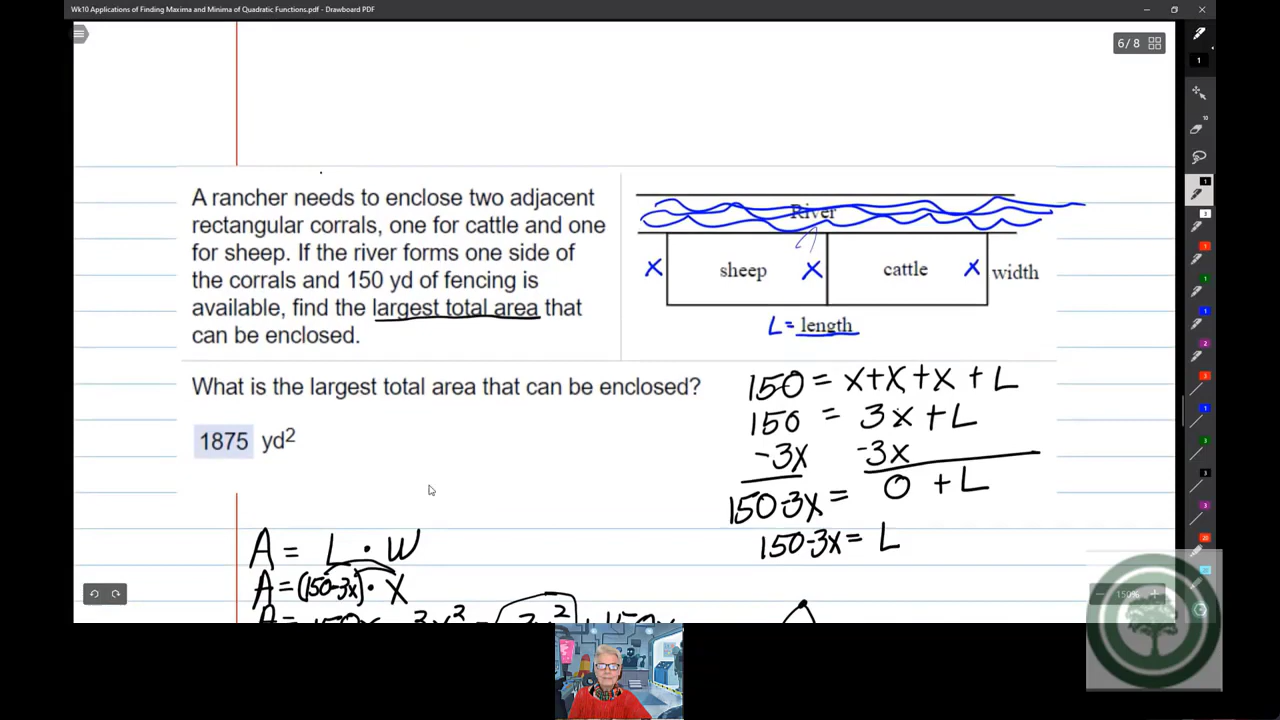 Wk10 Applications of Finding Maxima and Minima of Quadratic Functions.pdf - Drawboard PDF
6/8
1
A rancher needs to enclose two adjacent
rectangular corrals, one for cattle and one
for sheep. If the river forms one side of
the corrals and 150 yd of fencing is
available, find the largest total area that
can be enclosed.
River
X sheep X cattle X width
L = length
What is the largest total area that can be enclosed?
1875 yd²
150 = X+X+X + L
150 = 3X + L
-3X -3X
150-3X = 0 + L
150-3X = L
A = L · W
A = (150-3X) · X
150%